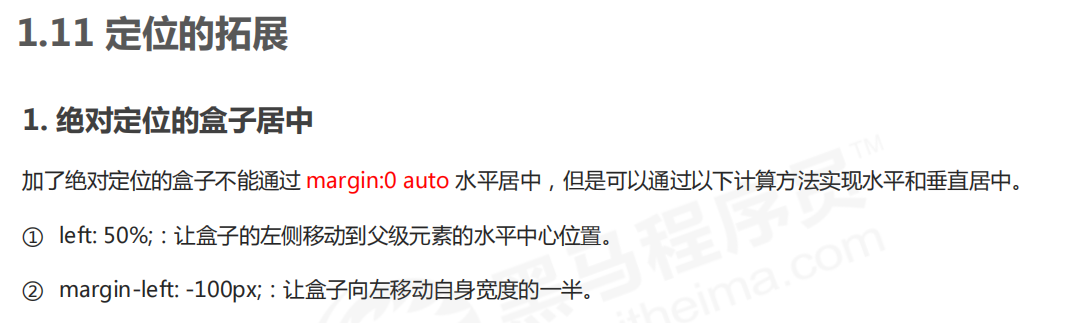 1.11 定位的拓展
1. 绝对定位的盒子居中
加了绝对定位的盒子不能通过 margin:0 auto 水平居中，但是可以通过以下计算方法实现水平和垂直居中。
① left: 50%;：让盒子的左侧移动到父级元素的水平中心位置。
② margin-left: -100px;：让盒子向左移动自身宽度的一半。
黑马程序员™
itheima.com